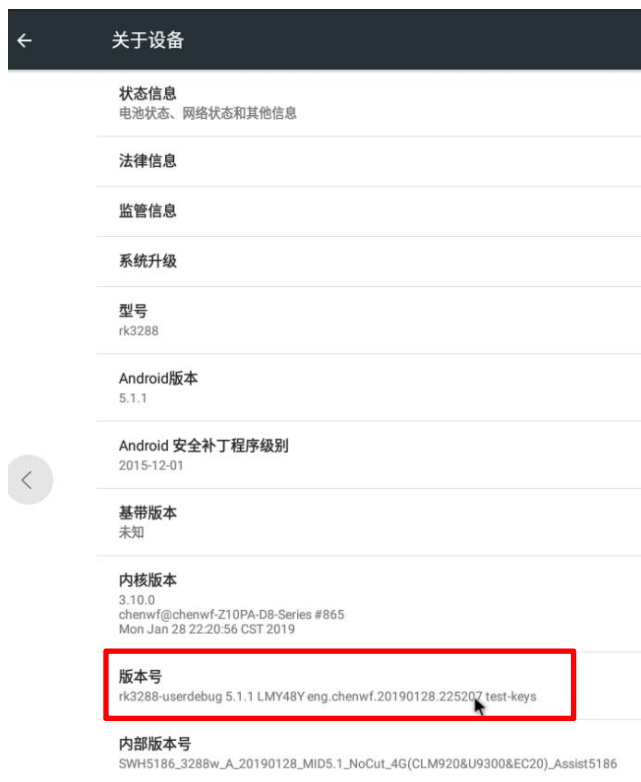 关于设备
状态信息
电池状态、网络状态和其他信息
法律信息
监管信息
系统升级
型号
rk3288
Android版本
5.1.1
Android 安全补丁程序级别
2015-12-01
基带版本
未知
内核版本
3.10.0
chenwf@chenwf-Z10PA-D8-Series #865
Mon Jan 28 22:20:56 CST 2019
版本号
rk3288-userdebug 5.1.1 LMY48Y eng.chenwf.20190128.225207 test-keys
内部版本号
SWH5186_3288w_A_20190128_MID5.1_NoCut_4G(CLM920&U9300&EC20)_Assist5186